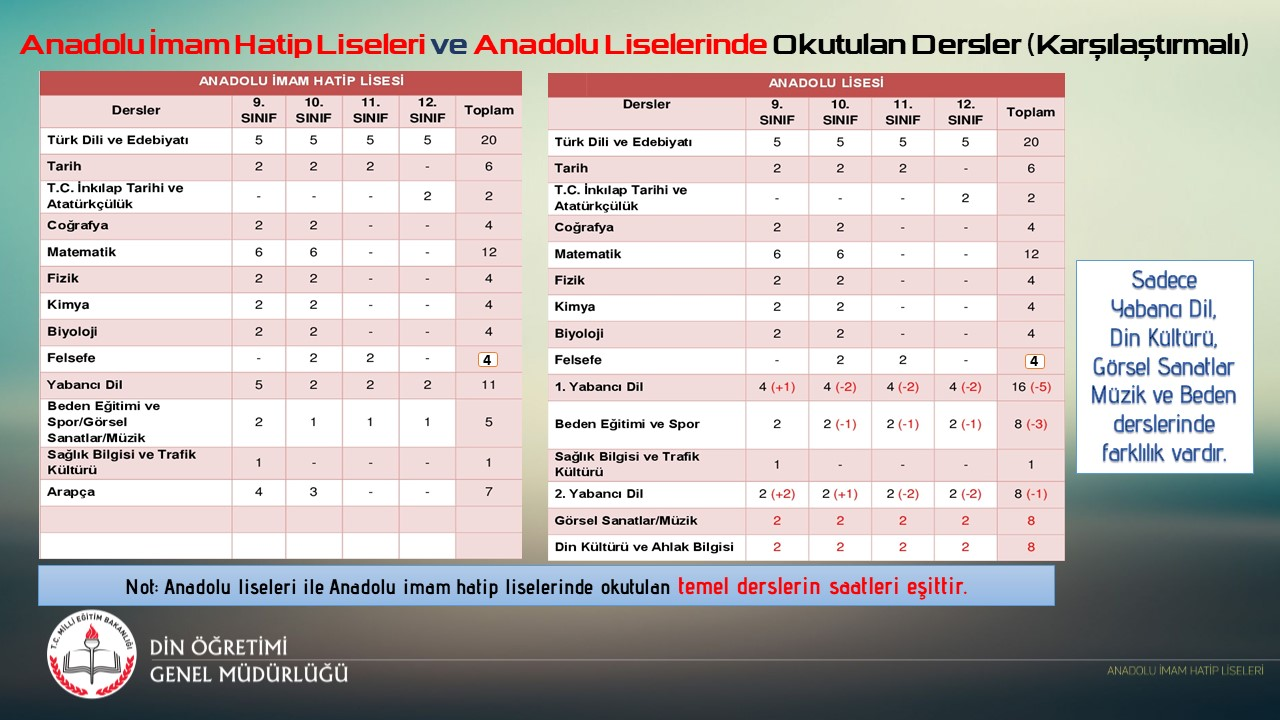 Anadolu İmam Hatip Liseleri ve Anadolu Liselerinde Okutulan Dersler (Karşılaştırmalı)
ANADOLU İMAM HATİP LİSESİ
Dersler 9. SINIF 10. SINIF 11. SINIF 12. SINIF Toplam
Türk Dili ve Edebiyatı 5 5 5 5 20
Tarih 2 2 2 - 6
T.C. İnkılap Tarihi ve
Atatürkçülük - - - 2 2
Coğrafya 2 2 - - 4
Matematik 6 6 - - 12
Fizik 2 2 - - 4
Kimya 2 2 - - 4
Biyoloji 2 2 - - 4
Felsefe - 2 2 - 4
Yabancı Dil 5 2 2 2 11
Beden Eğitimi ve
Spor/Görsel
Sanatlar/Müzik 2 1 1 1 5
Sağlık Bilgisi ve Trafik
Kültürü 1 - - - 1
Arapça 4 3 - - 7
ANADOLU LİSESİ
Dersler 9. SINIF 10. SINIF 11. SINIF 12. SINIF Toplam
Türk Dili ve Edebiyatı 5 5 5 5 20
Tarih 2 2 2 - 6
T.C. İnkılap Tarihi ve
Atatürkçülük - - - 2 2
Coğrafya 2 2 - - 4
Matematik 6 6 - - 12
Fizik 2 2 - - 4
Kimya 2 2 - - 4
Biyoloji 2 2 - - 4
Felsefe - 2 2 - 4
1. Yabancı Dil 4 (+1) 4 (-2) 4 (-2) 4 (-2) 16 (-5)
Beden Eğitimi ve Spor 2 2 (-1) 2 (-1) 2 (-1) 8 (-3)
Sağlık Bilgisi ve Trafik
Kültürü 1 - - - 1
2. Yabancı Dil 2 (+2) 2 (+1) 2 (-2) 2 (-2) 8 (-1)
Görsel Sanatlar/Müzik 2 2 2 2 8
Din Kültürü ve Ahlak Bilgisi 2 2 2 2 8
Sadece
Yabancı Dil,
Din Kültürü,
Görsel Sanatlar
Müzik ve Beden
derslerinde
farklılık vardır.
Not: Anadolu liseleri ile Anadolu imam hatip liselerinde okutulan temel derslerin saatleri eşittir.
T.C. MİLLİ EĞİTİM BAKANLIĞI
DİN ÖĞRETİMİ
GENEL MÜDÜRLÜĞÜ
ANADOLU İMAM HATİP LİSELERİ